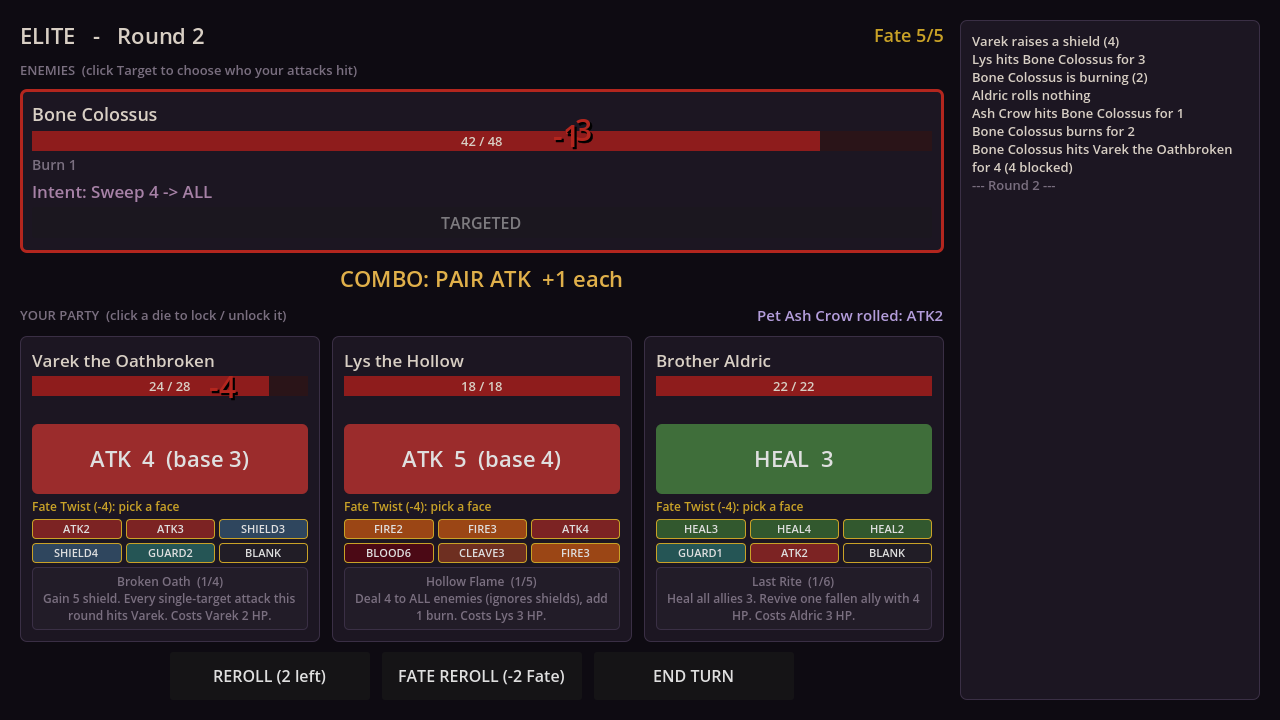 ELITE - Round 2
Fate 5/5
ENEMIES (click Target to choose who your attacks hit)
Bone Colossus
42 / 48
-1
-3
Burn 1
Intent: Sweep 4 -> ALL
TARGETED
COMBO: PAIR ATK +1 each
YOUR PARTY (click a die to lock / unlock it)
Pet Ash Crow rolled: ATK2
Varek the Oathbroken
24 / 28
-4
ATK 4 (base 3)
Fate Twist (-4): pick a face
ATK2 ATK3 SHIELD3
SHIELD4 GUARD2 BLANK
Broken Oath (1/4)
Gain 5 shield. Every single-target attack this
round hits Varek. Costs Varek 2 HP.
Lys the Hollow
18 / 18
ATK 5 (base 4)
Fate Twist (-4): pick a face
FIRE2 FIRE3 ATK4
BLOOD6 CLEAVE3 FIRE3
Hollow Flame (1/5)
Deal 4 to ALL enemies (ignores shields), add
1 burn. Costs Lys 3 HP.
Brother Aldric
22 / 22
HEAL 3
Fate Twist (-4): pick a face
HEAL3 HEAL4 HEAL2
GUARD1 ATK2 BLANK
Last Rite (1/6)
Heal all allies 3. Revive one fallen ally with 4
HP. Costs Aldric 3 HP.
REROLL (2 left)
FATE REROLL (-2 Fate)
END TURN
Varek raises a shield (4)
Lys hits Bone Colossus for 3
Bone Colossus is burning (2)
Aldric rolls nothing
Ash Crow hits Bone Colossus for 1
Bone Colossus burns for 2
Bone Colossus hits Varek the Oathbroken
for 4 (4 blocked)
--- Round 2 ---